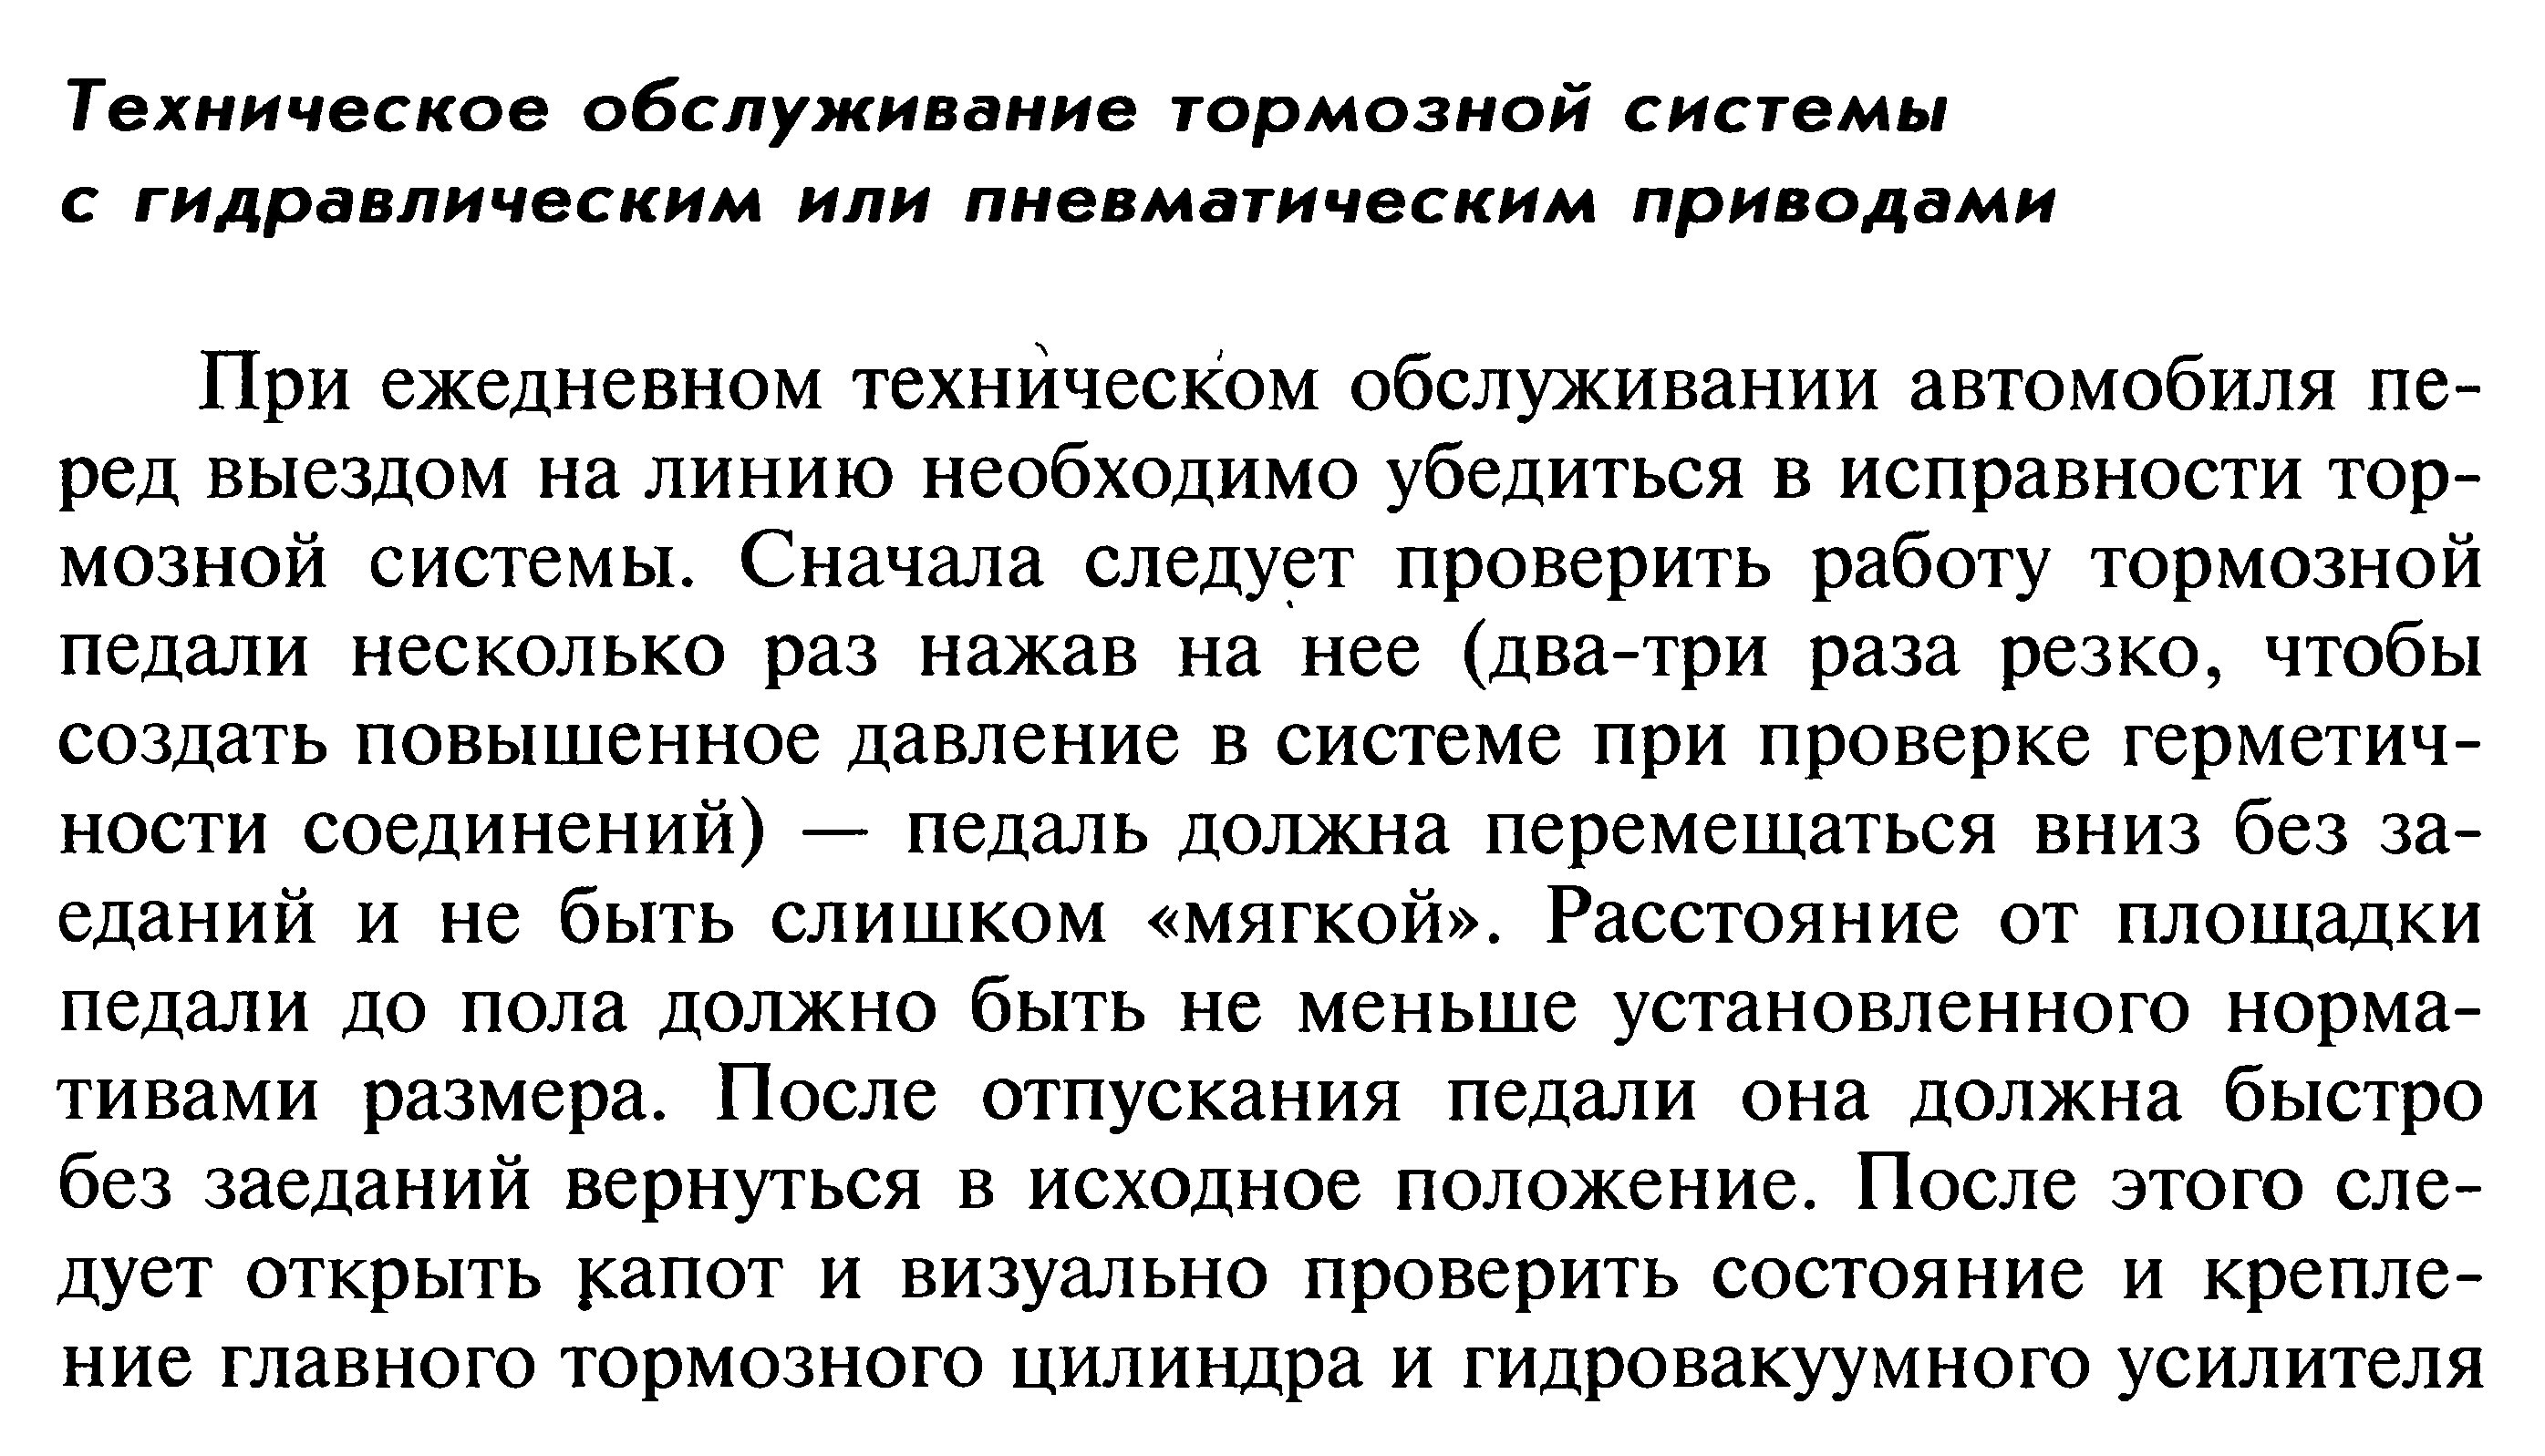 Техническое обслуживание тормозной системы
с гидравлическим или пневматическим приводами
При ежедневном техническом обслуживании автомобиля пе-
ред выездом на линию необходимо убедиться в исправности тор-
мозной системы. Сначала следует проверить работу тормозной
педали несколько раз нажав на нее (два-три раза резко, чтобы
создать повышенное давление в системе при проверке герметич-
ности соединений) — педаль должна перемещаться вниз без за-
еданий и не быть слишком «мягкой». Расстояние от площадки
педали до пола должно быть не меньше установленного норма-
тивами размера. После отпускания педали она должна быстро
без заеданий вернуться в исходное положение. После этого сле-
дует открыть капот и визуально проверить состояние и крепле-
ние главного тормозного цилиндра и гидровакуумного усилителя